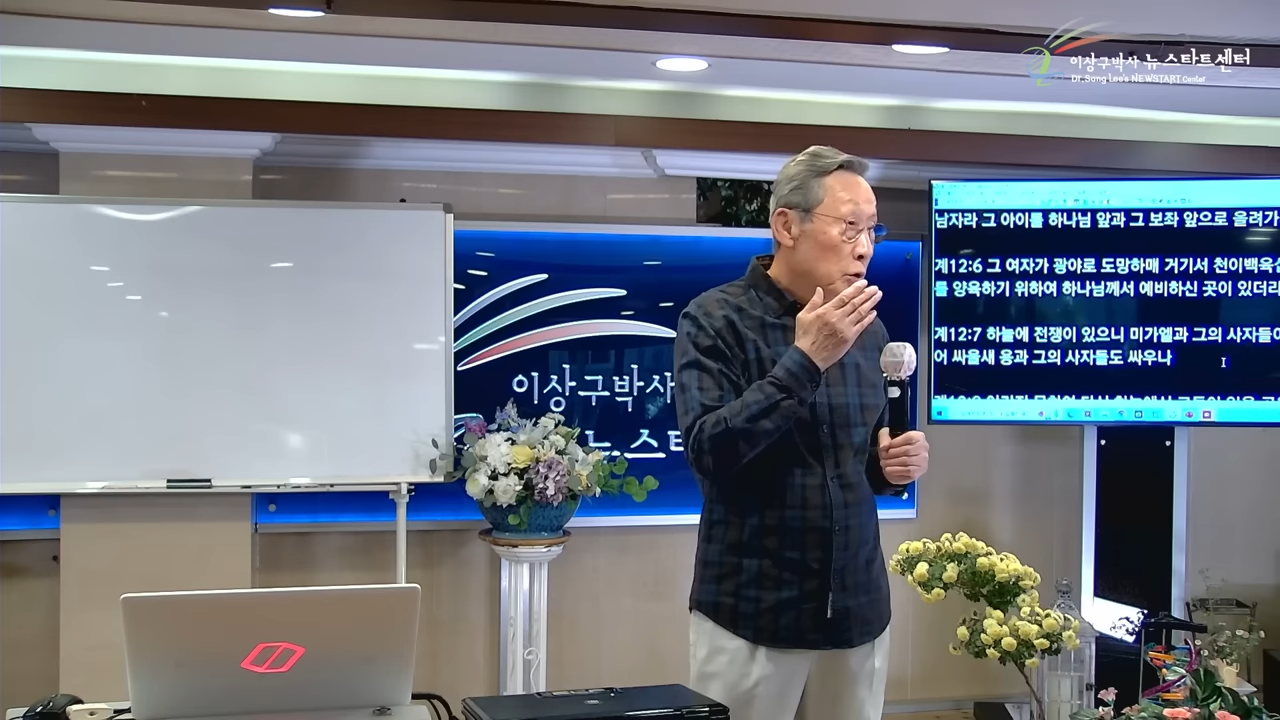 이상구박사 뉴스타트센터
Dr. Sang Lee's NEWSTART Center
남자라 그 아이를 하나님 앞과 그 보좌 앞으로 올려가
계12:6 그 여자가 광야로 도망하매 거기서 천이백육십
를 양육하기 위하여 하나님께서 예비하신 곳이 있더라
계12:7 하늘에 전쟁이 있으니 미가엘과 그의 사자들이
어 싸울새 용과 그의 사자들도 싸우나
이상구박사
뉴스타